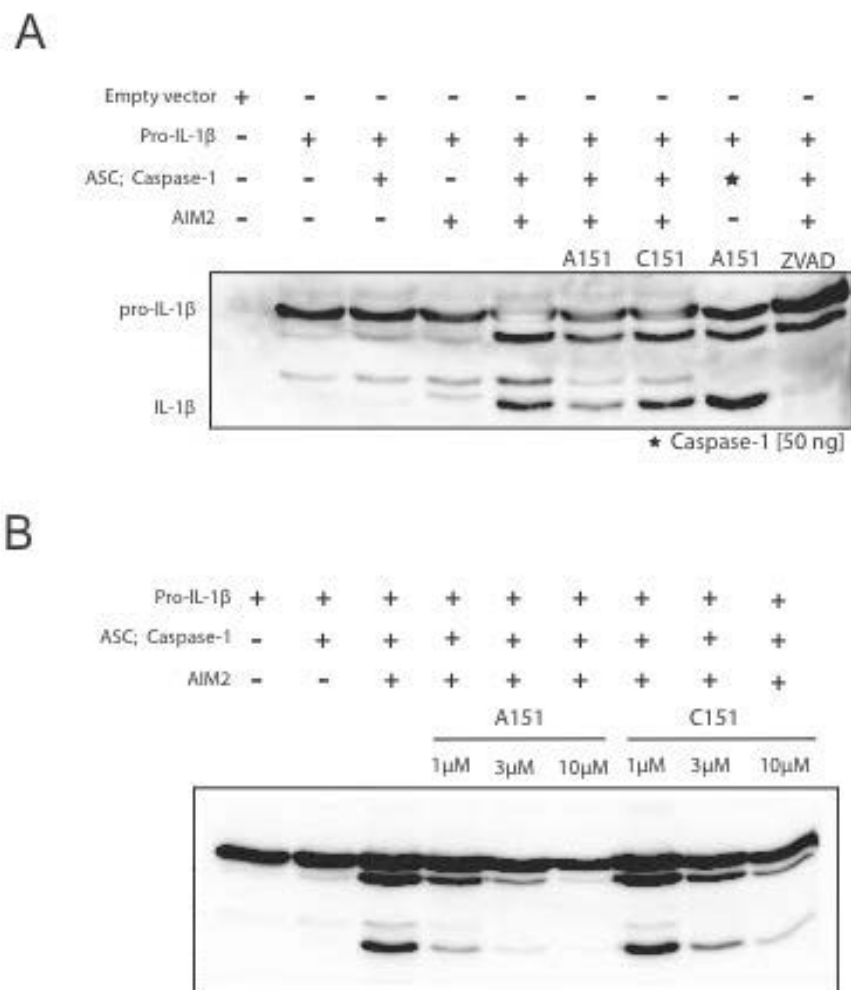 A
Empty vector + - - - - - - - -
Pro-IL-1β - + + + + + + + +
ASC; Caspase-1 - - + - + + + ★ +
AIM2 - - - + + + + - +
A151 C151 A151 ZVAD
pro-IL-1β
IL-1β
★ Caspase-1 [50 ng]
B
Pro-IL-1β + + + + + + + + +
ASC; Caspase-1 - + + + + + + + +
AIM2 - - + + + + + + +
A151 C151
1μM 3μM 10μM 1μM 3μM 10μM